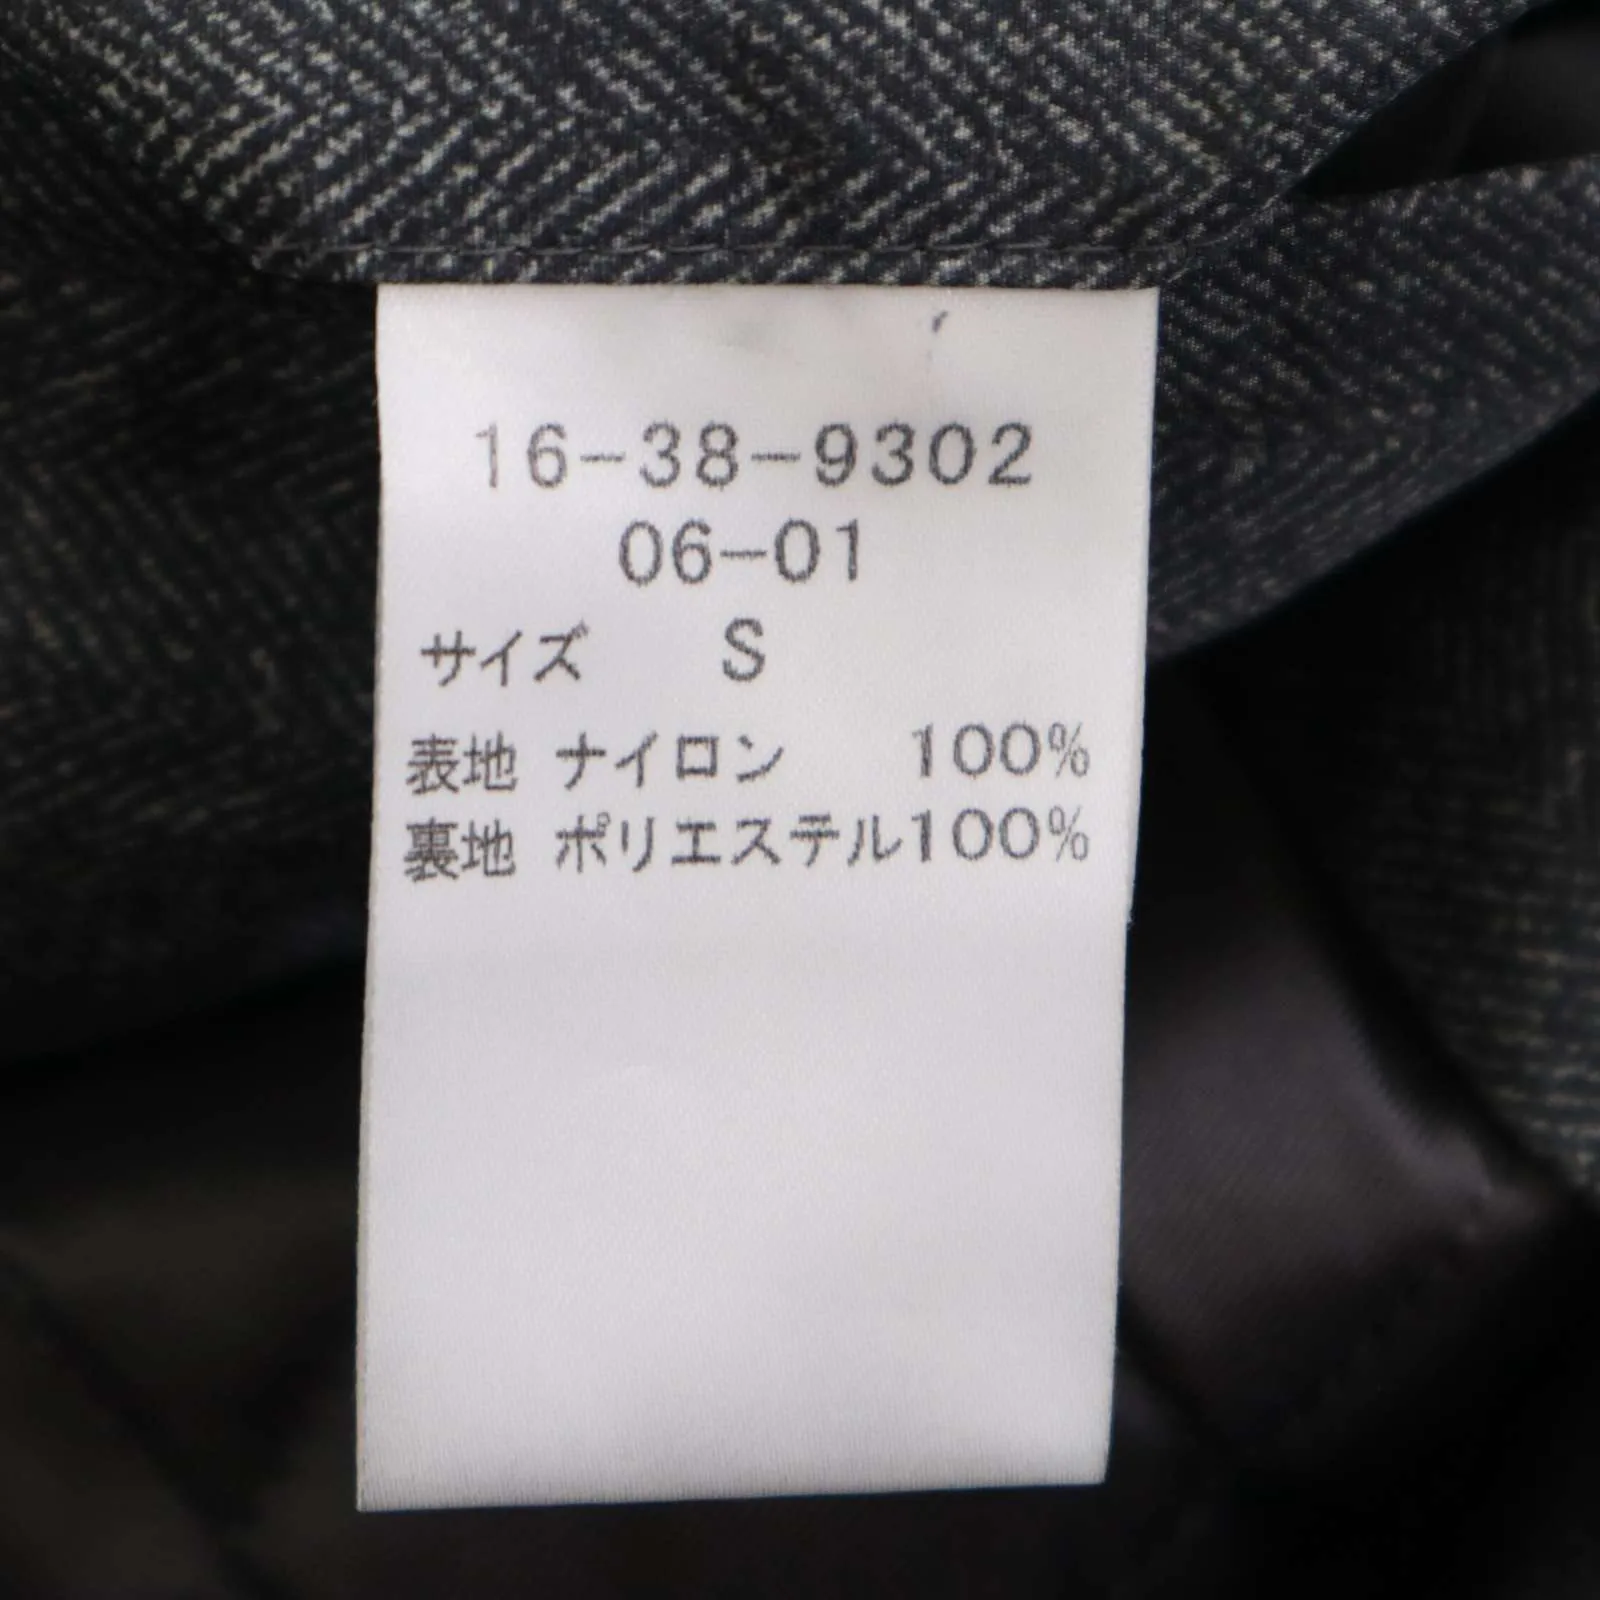 16-38-9302
06-01
サイズ S
表地 ナイロン 100%
裏地 ポリエステル100%